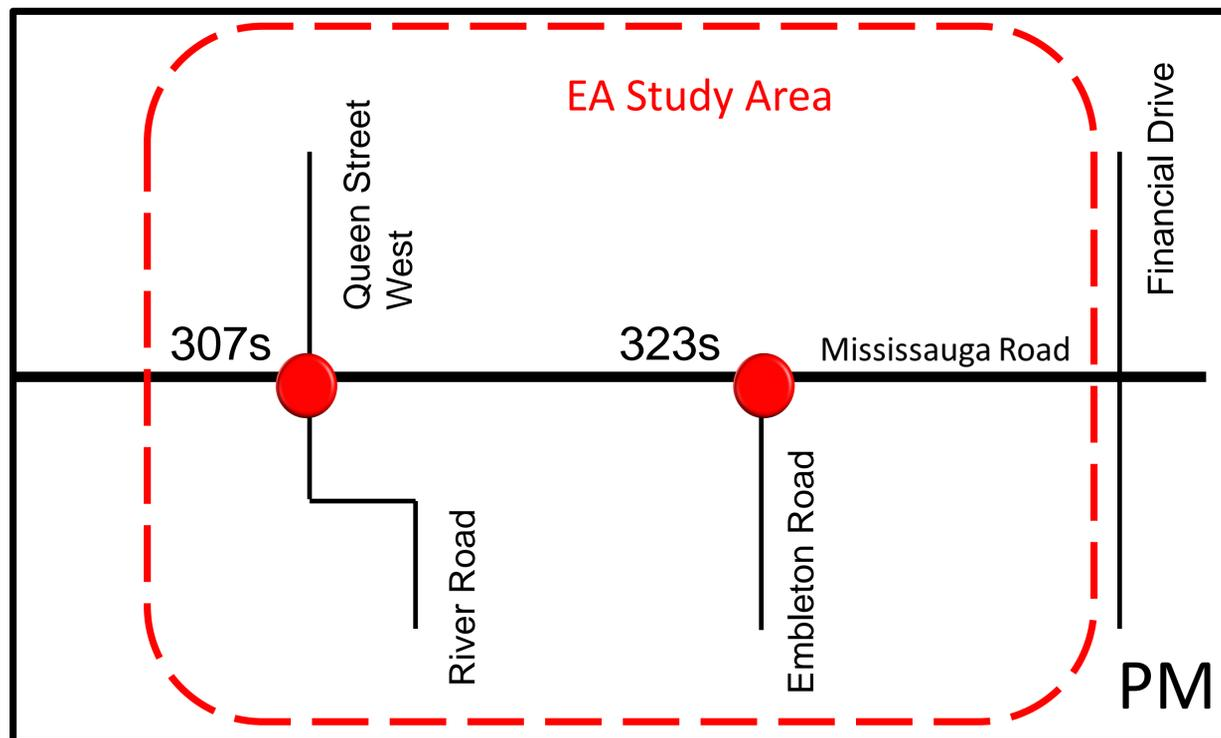 EA Study Area
Financial Drive
Queen Street
West
307s
323s
Mississauga Road
River Road
Embleton Road
PM